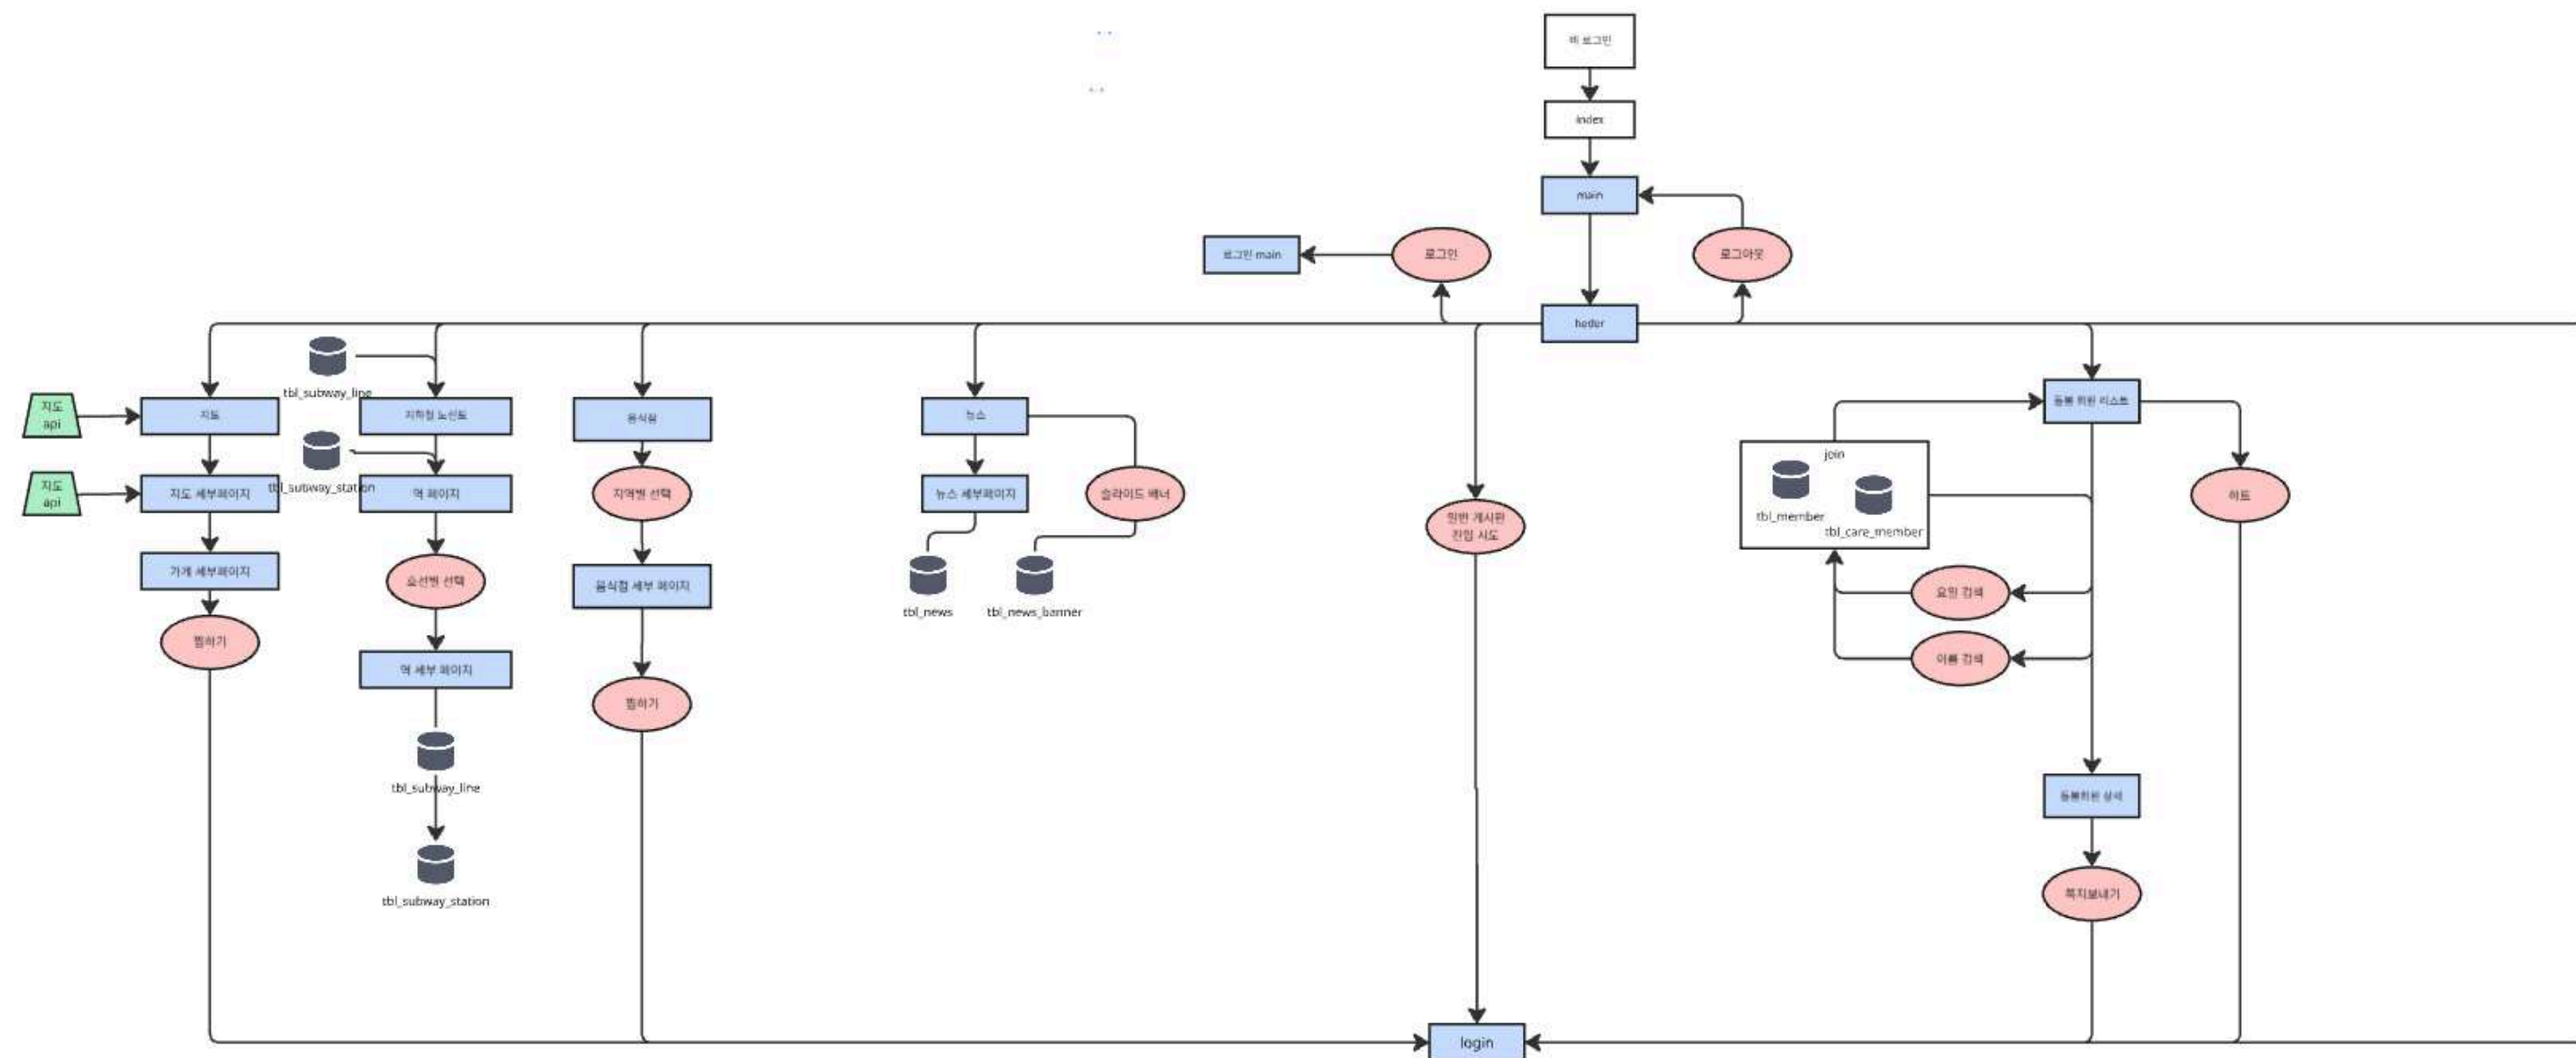 비 로그인
index
main
로그인 main
로그인
로그아웃
heder
tbl_subway_line
지도
api
지도
지하철 노선도
음식점
뉴스
돌봄 회원 리스트
join
tbl_member
tbl_care_member
지도
api
지도 세부페이지
tbl_subway_station
역 페이지
지역별 선택
뉴스 세부페이지
슬라이드 배너
일반 게시판
진입 시도
하트
가게 세부페이지
호선별 선택
음식점 세부 페이지
tbl_news
tbl_news_banner
요일 검색
이름 검색
찜하기
역 세부 페이지
찜하기
tbl_subway_line
돌봄회원 상세
tbl_subway_station
쪽지보내기
login